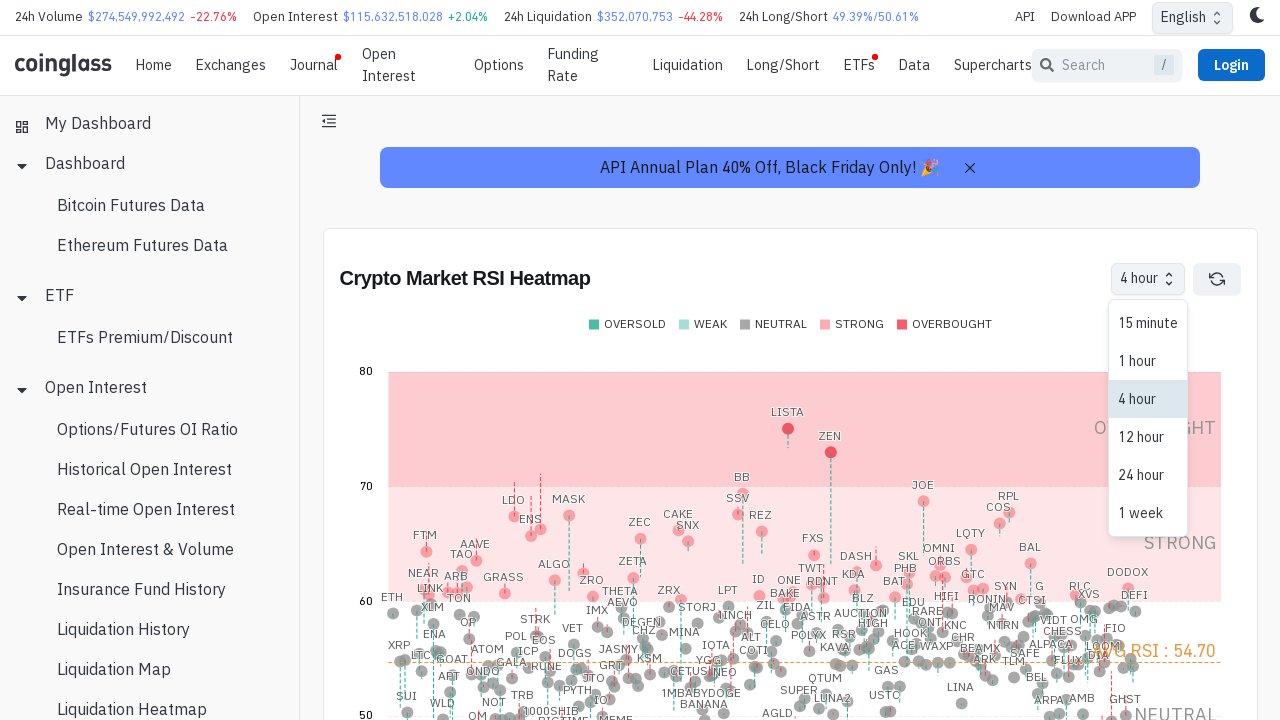 24h Volume $274,549,992,492 -22.76% Open Interest $115,632,518,028 +2.04% 24h Liquidation $352,070,753 -44.28% 24h Long/Short 49.39%/50.61% API Download APP English
coinglass Home Exchanges Journal Open Interest Options Funding Rate Liquidation Long/Short ETFs Data Supercharts Search / Login
My Dashboard
Dashboard
Bitcoin Futures Data
Ethereum Futures Data
ETF
ETFs Premium/Discount
Open Interest
Options/Futures OI Ratio
Historical Open Interest
Real-time Open Interest
Open Interest & Volume
Insurance Fund History
Liquidation History
Liquidation Map
Liquidation Heatmap
API Annual Plan 40% Off, Black Friday Only! 🎉
Crypto Market RSI Heatmap
4 hour
15 minute
1 hour
4 hour
12 hour
24 hour
1 week
OVERSOLD WEAK NEUTRAL STRONG OVERBOUGHT
80
LISTA
ZEN
70
BB
JOE
LDO
MASK
SSV
RPL
ENS
ZEC
CAKE
SNX
REZ
COS
FTM
AAVE
TAO
FXS
DASH
SKL
OMNI
LQTY
BAL
ALGO
ZETA
TWT
PHB
ORBS
NEAR
ARB
GRASS
ZRO
ID
ONE
RDNT
KDA
BAT
GTC
DODOX
60
ETH
LINK
TON
THETA
ZRX
LPT
BAKE
BLZ
HIFI
SYN
G
RLC
XVS
DEFI
XLM
IMX
AEVO
STORJ
ZIL
FIDA
EDU
RONIN
CTSI
STRK
1INCH
ASTR
AUCTION
RARE
MAV
VIDT
OMG
VET
CHZ
MINA
CELO
HIGH
ONT
KNC
NTRN
CHESS
FIO
ENA
POL
EOS
ALT
POLYX
RSR
HOOK
CHR
STRONG
XRP
LTC
GOAT
ATOM
ICP
DOGS
JASMY
KSM
IQTA
COTI
KAVA
ACE
WAXP
BEAMX
SAFE
ALPACA
AVG RSI : 54.70
GALA
GRT
YGG
ARK
TLM
FLUX
SUI
APT
ONDO
RUNE
JTO
CETUS
NEO
QTUM
GAS
BEL
WLD
NOT
TRB
PYTH
IO
1MBABYDOGE
SUPER
LUNA2
USTC
LINA
ARPA
AMB
GHST
50
1000SHIB
MEME
BANANA
AGLD
NEUTRAL